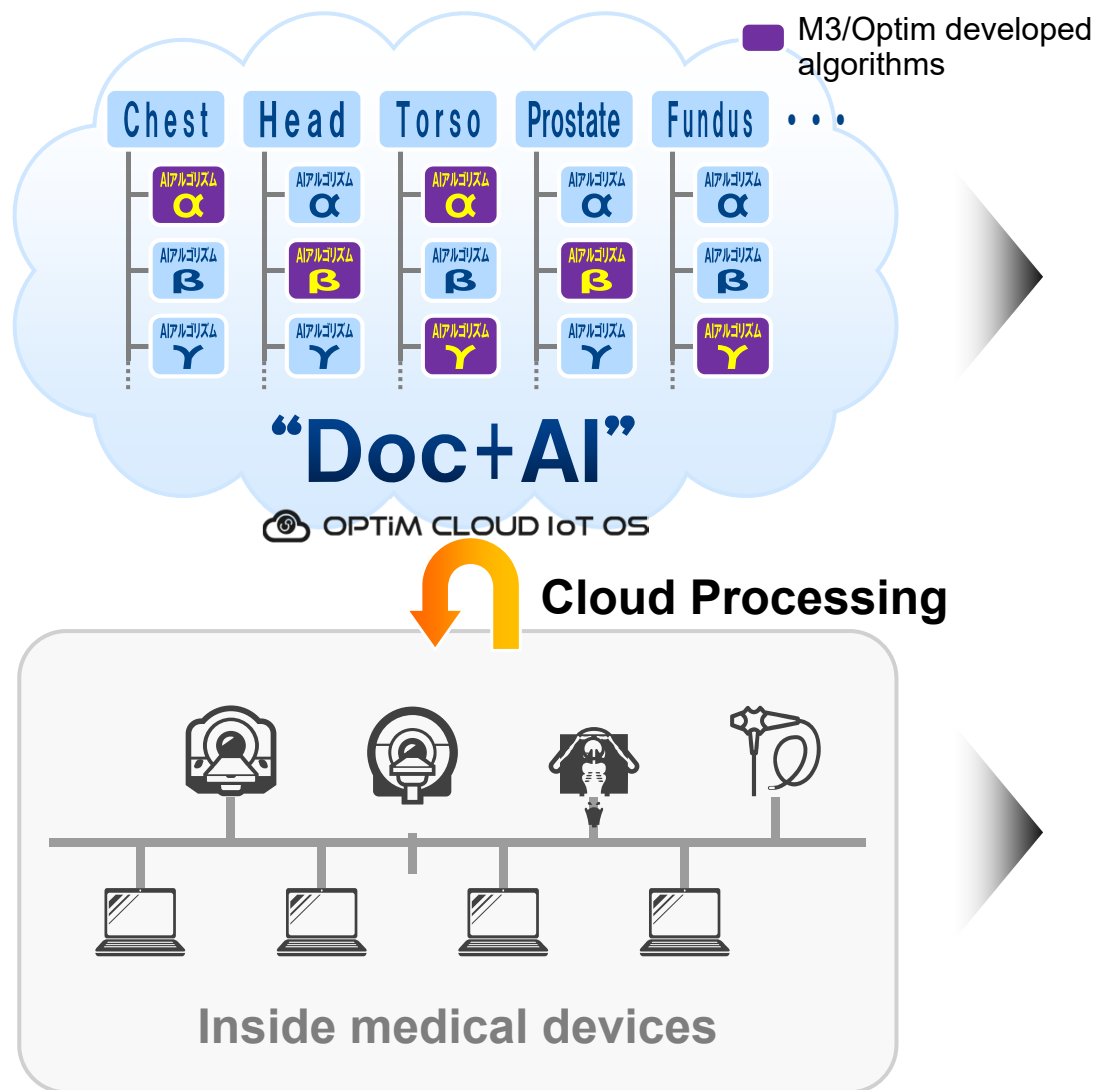 M3/Optim developed
algorithms
Chest Head Torso Prostate Fundus ・・・
AIアルゴリズム AIアルゴリズム AIアルゴリズム AIアルゴリズム AIアルゴリズム
α α α α α
AIアルゴリズム AIアルゴリズム AIアルゴリズム AIアルゴリズム AIアルゴリズム
β β β β β
AIアルゴリズム AIアルゴリズム AIアルゴリズム AIアルゴリズム AIアルゴリズム
γ γ γ γ γ
“Doc+AI”
OPTiM CLOUD IoT OS
Cloud Processing
Inside medical devices